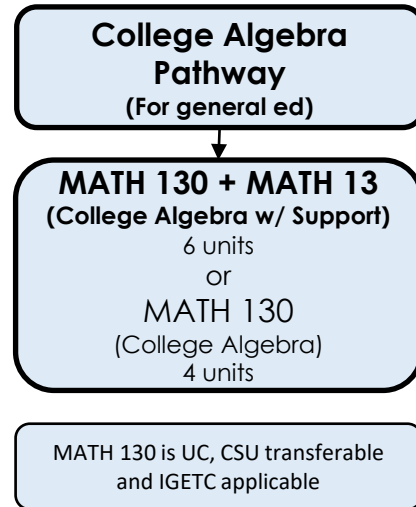 College Algebra
Pathway
(For general ed)
MATH 130 + MATH 13
(College Algebra w/ Support)
6 units
or
MATH 130
(College Algebra)
4 units
MATH 130 is UC, CSU transferable
and IGETC applicable